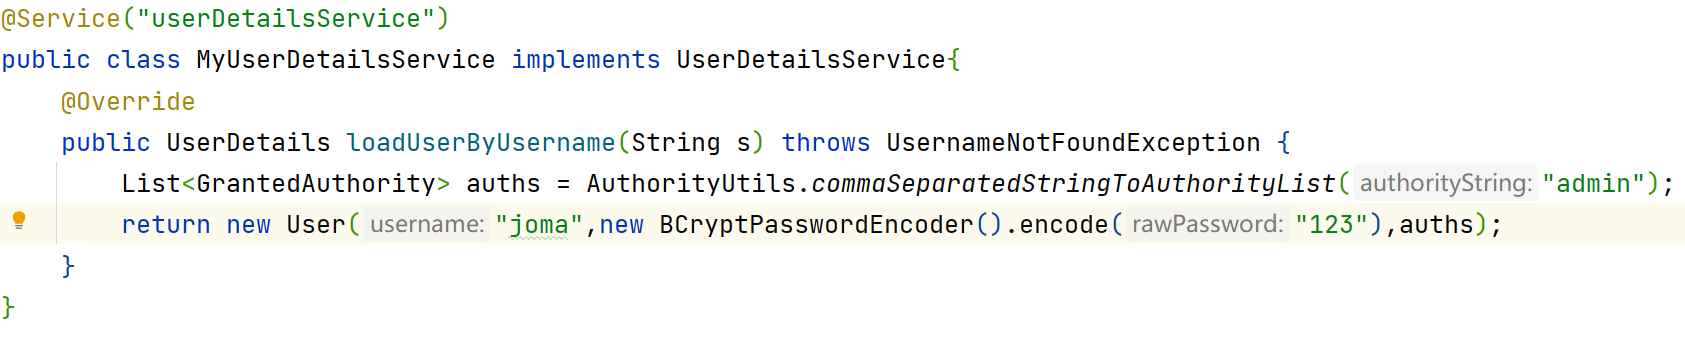 @Service("userDetailsService")
public class MyUserDetailsService implements UserDetailsService{
@Override
public UserDetails loadUserByUsername(String s) throws UsernameNotFoundException {
List<GrantedAuthority> auths = AuthorityUtils.commaSeparatedStringToAuthorityList( authorityString: "admin");
return new User( username: "joma",new BCryptPasswordEncoder().encode( rawPassword: "123"),auths);
}
}